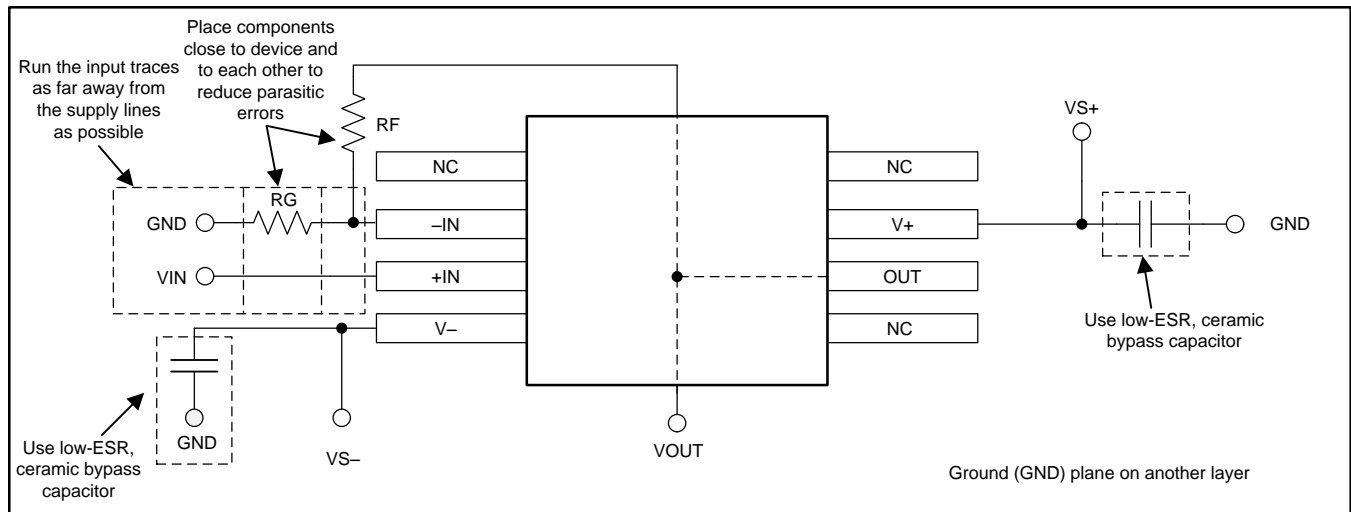 Place components
close to device and
to each other to
reduce parasitic
errors
Run the input traces
as far away from
the supply lines
as possible
RF
VS+
NC
NC
RG
GND
–IN
V+
GND
VIN
+IN
OUT
V–
NC
Use low-ESR, ceramic
bypass capacitor
GND
Use low-ESR,
ceramic bypass
capacitor
VS–
VOUT
Ground (GND) plane on another layer